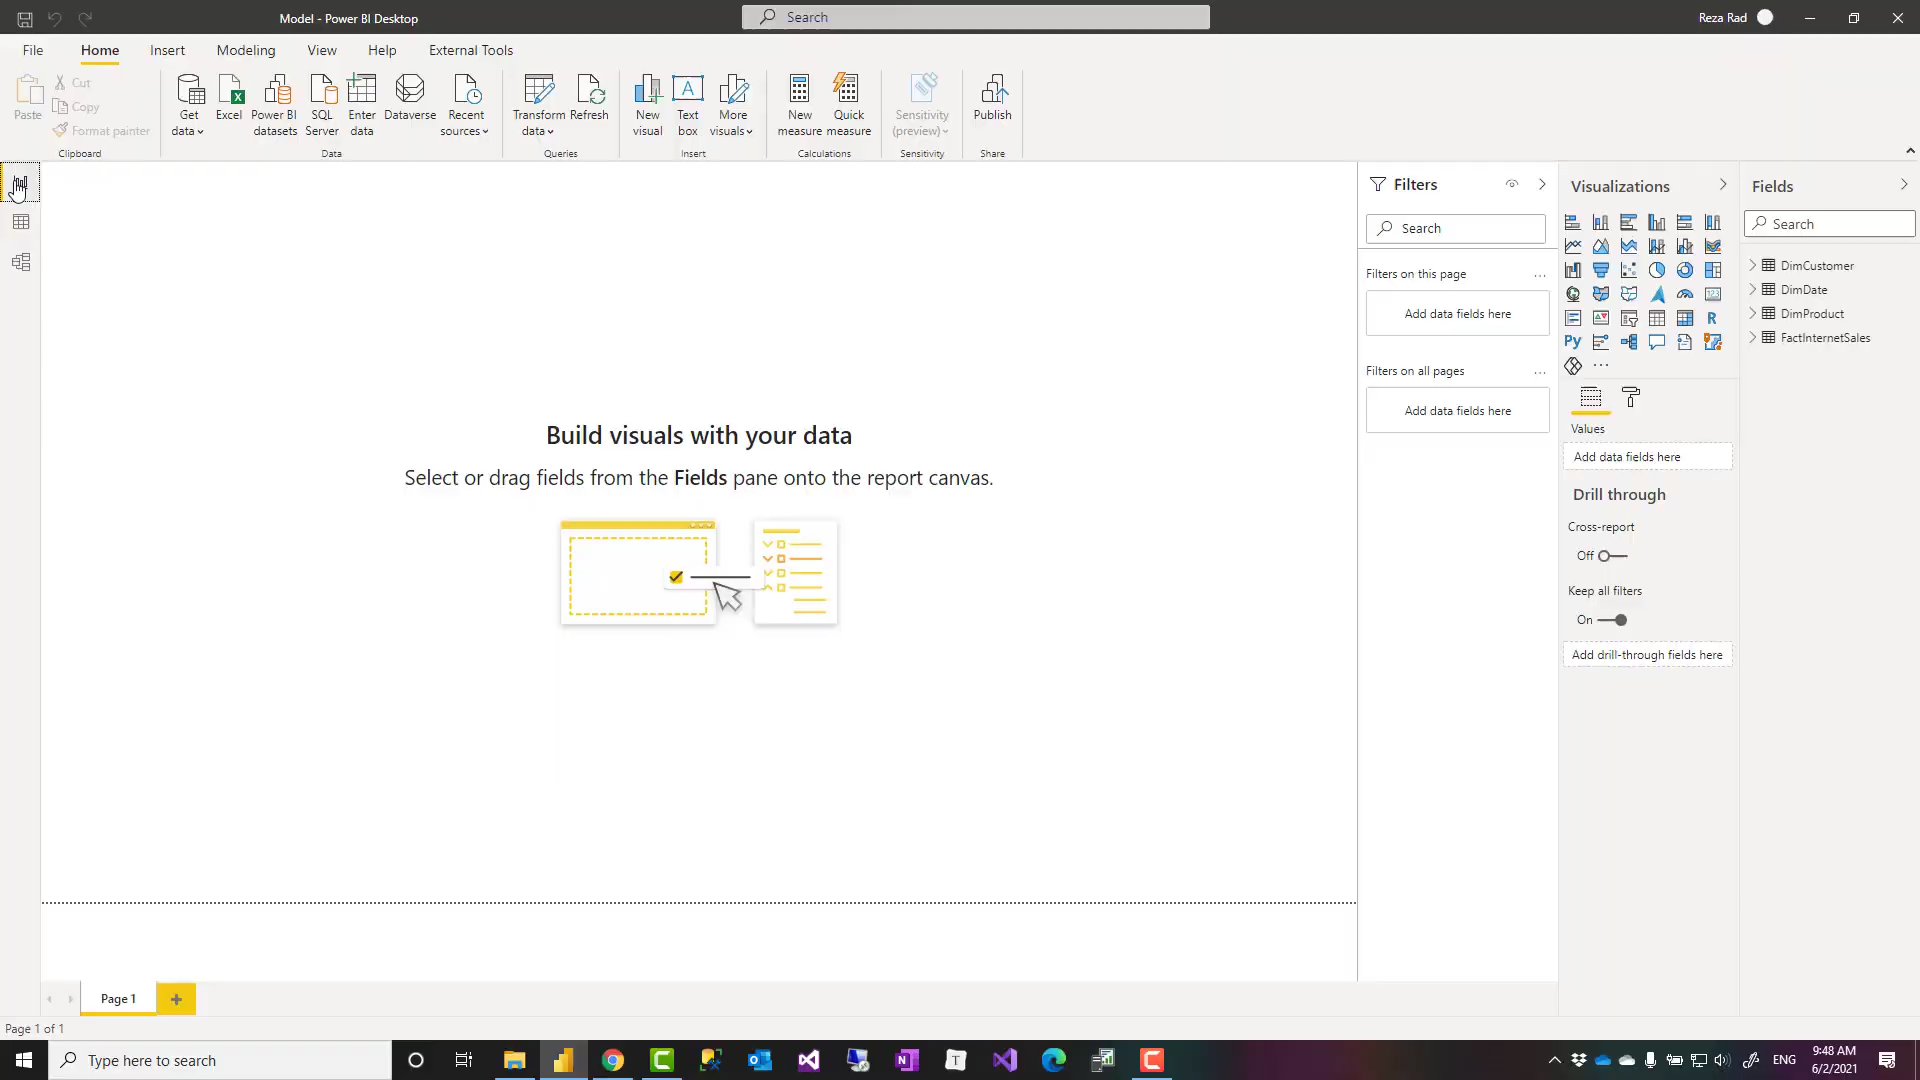 Model - Power BI Desktop
Search
Reza Rad
File Home Insert Modeling View Help External Tools
Paste
Cut
Copy
Format painter
Clipboard
Get data
Excel
Power BI datasets
SQL Server
Enter data
Dataverse
Recent sources
Data
Transform data
Refresh
Queries
New visual
Text box
More visuals
Insert
New measure
Quick measure
Calculations
Sensitivity (preview)
Sensitivity
Publish
Share
Build visuals with your data
Select or drag fields from the Fields pane onto the report canvas.
Filters
Search
Filters on this page ...
Add data fields here
Filters on all pages ...
Add data fields here
Visualizations
R
Py
...
Values
Add data fields here
Drill through
Cross-report
Off
Keep all filters
On
Add drill-through fields here
Fields
Search
DimCustomer
DimDate
DimProduct
FactInternetSales
Page 1
Page 1 of 1
Type here to search
ENG
9:48 AM
6/2/2021